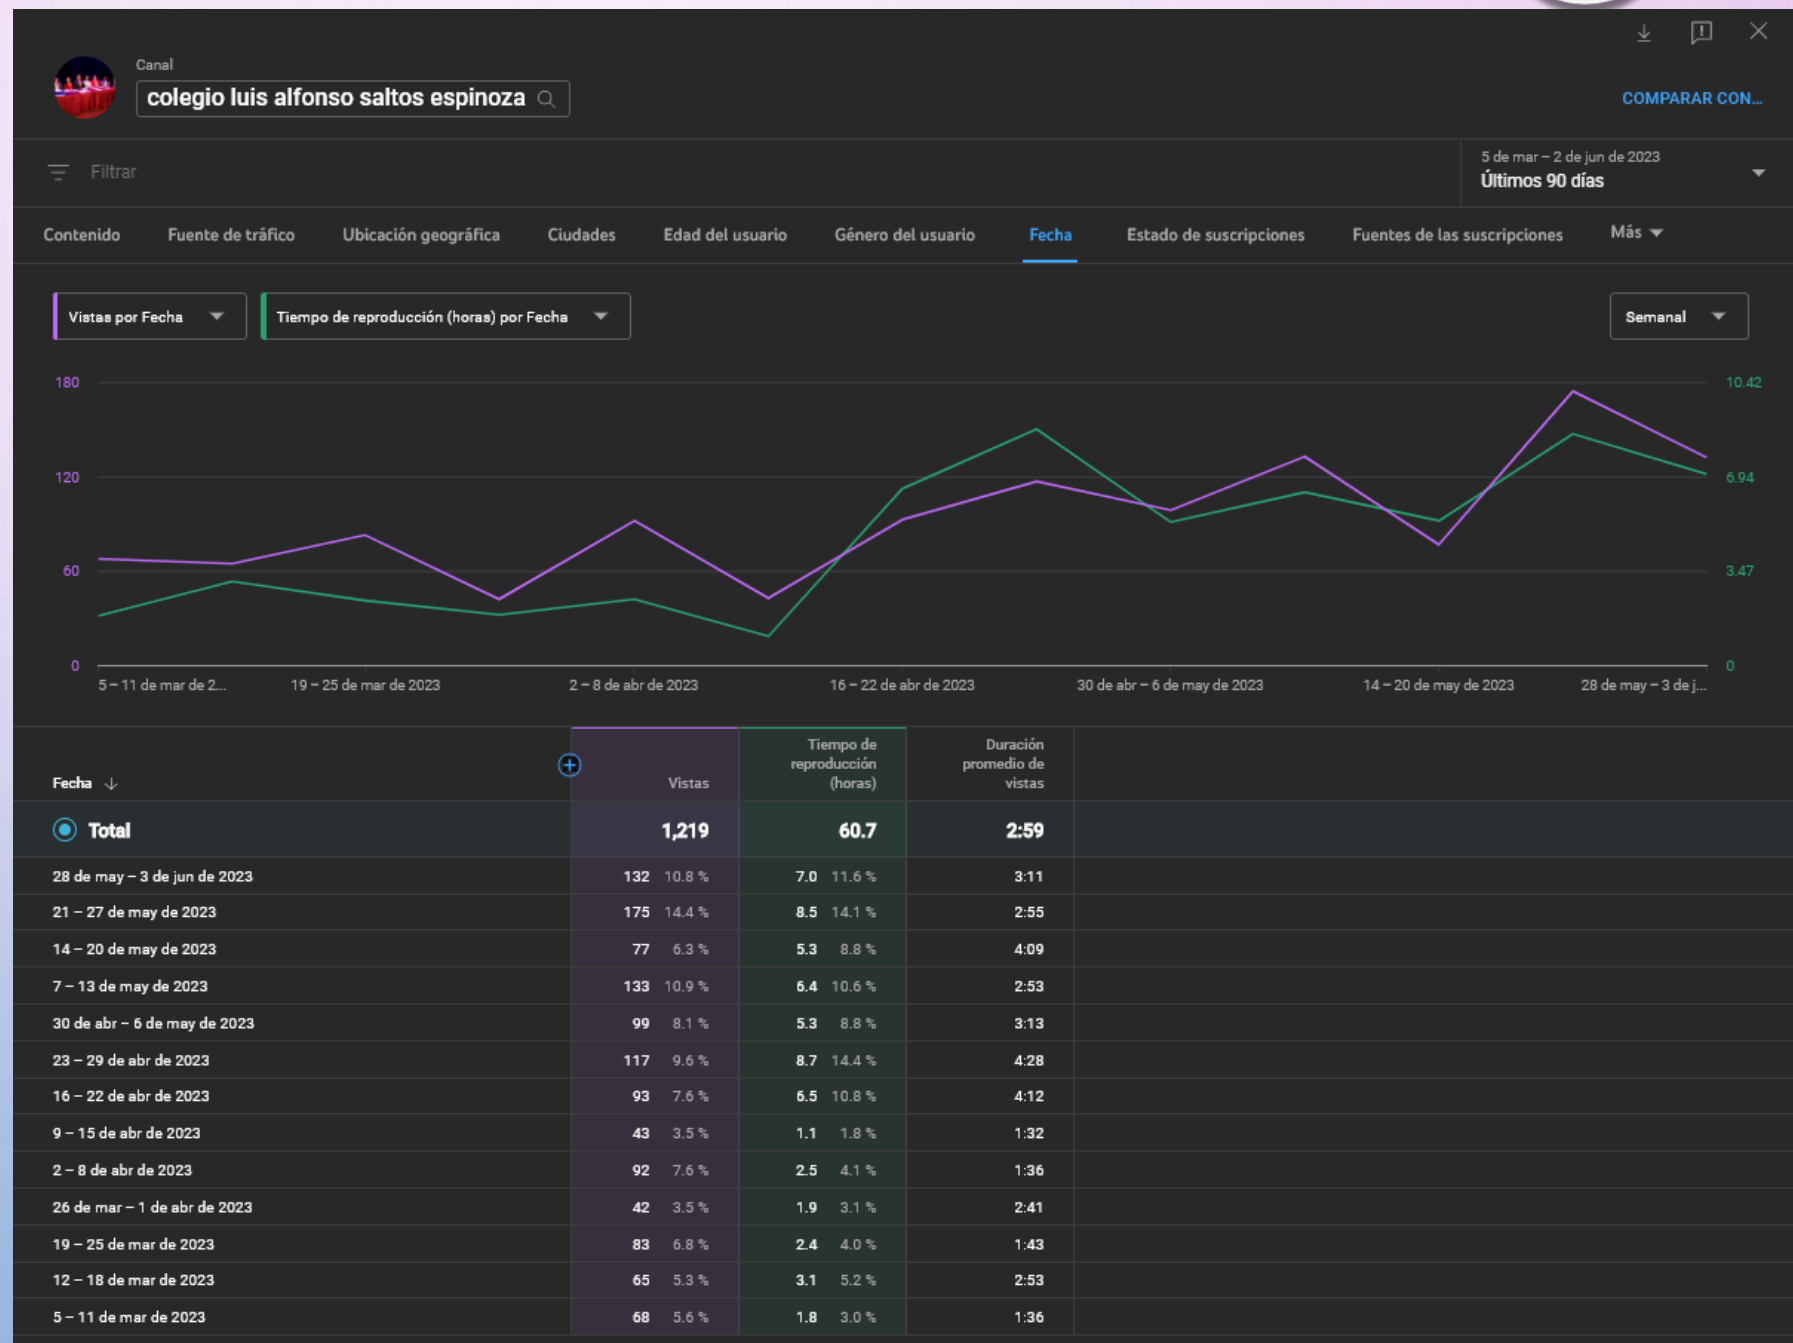 Canal
colegio luis alfonso saltos espinoza
COMPARAR CON...
Filtrar
5 de mar – 2 de jun de 2023
Últimos 90 días
Contenido Fuente de tráfico Ubicación geográfica Ciudades Edad del usuario Género del usuario Fecha Estado de suscripciones Fuentes de las suscripciones Más
Vistas por Fecha Tiempo de reproducción (horas) por Fecha Semanal
180 10.42
120 6.94
60 3.47
0 0
5 – 11 de mar de 2... 19 – 25 de mar de 2023 2 – 8 de abr de 2023 16 – 22 de abr de 2023 30 de abr – 6 de may de 2023 14 – 20 de may de 2023 28 de may – 3 de j...
Fecha Vistas Tiempo de reproducción (horas) Duración promedio de vistas
Total 1,219 60.7 2:59
28 de may – 3 de jun de 2023 132 10.8 % 7.0 11.6 % 3:11
21 – 27 de may de 2023 175 14.4 % 8.5 14.1 % 2:55
14 – 20 de may de 2023 77 6.3 % 5.3 8.8 % 4:09
7 – 13 de may de 2023 133 10.9 % 6.4 10.6 % 2:53
30 de abr – 6 de may de 2023 99 8.1 % 5.3 8.8 % 3:13
23 – 29 de abr de 2023 117 9.6 % 8.7 14.4 % 4:28
16 – 22 de abr de 2023 93 7.6 % 6.5 10.8 % 4:12
9 – 15 de abr de 2023 43 3.5 % 1.1 1.8 % 1:32
2 – 8 de abr de 2023 92 7.6 % 2.5 4.1 % 1:36
26 de mar – 1 de abr de 2023 42 3.5 % 1.9 3.1 % 2:41
19 – 25 de mar de 2023 83 6.8 % 2.4 4.0 % 1:43
12 – 18 de mar de 2023 65 5.3 % 3.1 5.2 % 2:53
5 – 11 de mar de 2023 68 5.6 % 1.8 3.0 % 1:36